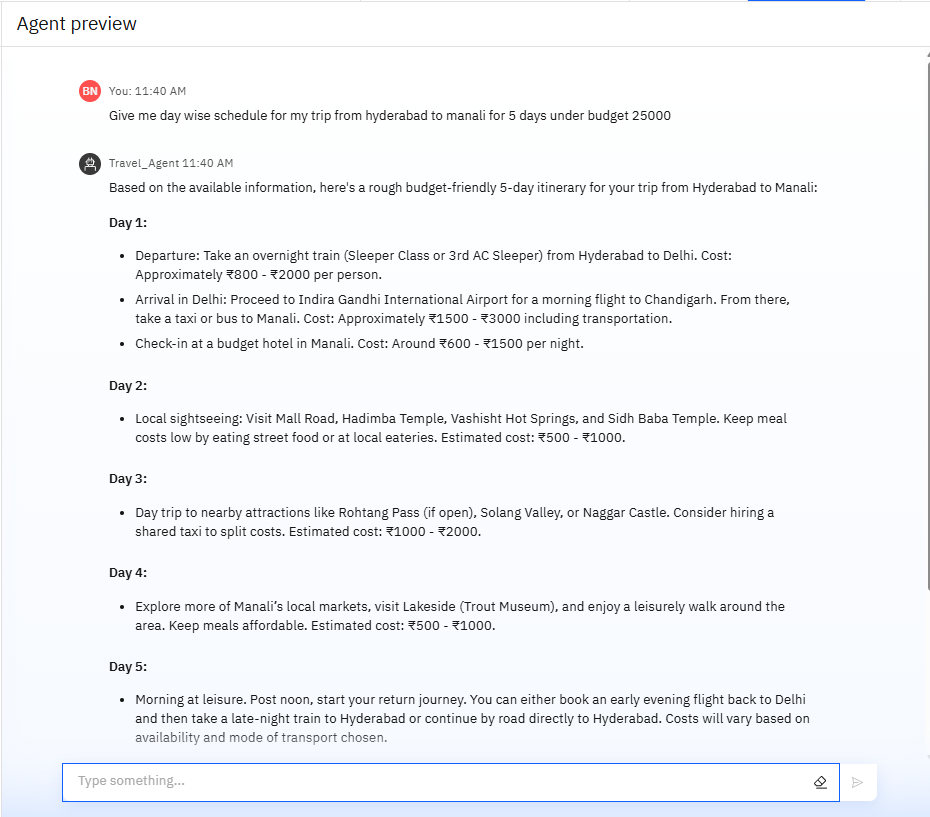 Agent preview
BN You: 11:40 AM
Give me day wise schedule for my trip from hyderabad to manali for 5 days under budget 25000
Travel_Agent 11:40 AM
Based on the available information, here's a rough budget-friendly 5-day itinerary for your trip from Hyderabad to Manali:
Day 1:
• Departure: Take an overnight train (Sleeper Class or 3rd AC Sleeper) from Hyderabad to Delhi. Cost:
Approximately ₹800 - ₹2000 per person.
• Arrival in Delhi: Proceed to Indira Gandhi International Airport for a morning flight to Chandigarh. From there,
take a taxi or bus to Manali. Cost: Approximately ₹1500 - ₹3000 including transportation.
• Check-in at a budget hotel in Manali. Cost: Around ₹600 - ₹1500 per night.
Day 2:
• Local sightseeing: Visit Mall Road, Hadimba Temple, Vashisht Hot Springs, and Sidh Baba Temple. Keep meal
costs low by eating street food or at local eateries. Estimated cost: ₹500 - ₹1000.
Day 3:
• Day trip to nearby attractions like Rohtang Pass (if open), Solang Valley, or Naggar Castle. Consider hiring a
shared taxi to split costs. Estimated cost: ₹1000 - ₹2000.
Day 4:
• Explore more of Manali’s local markets, visit Lakeside (Trout Museum), and enjoy a leisurely walk around the
area. Keep meals affordable. Estimated cost: ₹500 - ₹1000.
Day 5:
• Morning at leisure. Post noon, start your return journey. You can either book an early evening flight back to Delhi
and then take a late-night train to Hyderabad or continue by road directly to Hyderabad. Costs will vary based on
availability and mode of transport chosen.
Type something...